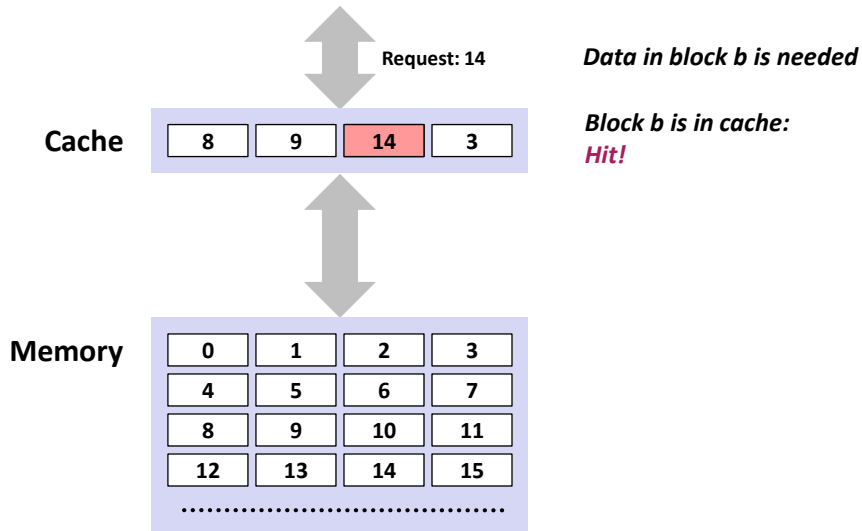 Request: 14
Data in block b is needed
Cache
8 9 14 3
Block b is in cache:
Hit!
Memory
0 1 2 3
4 5 6 7
8 9 10 11
12 13 14 15